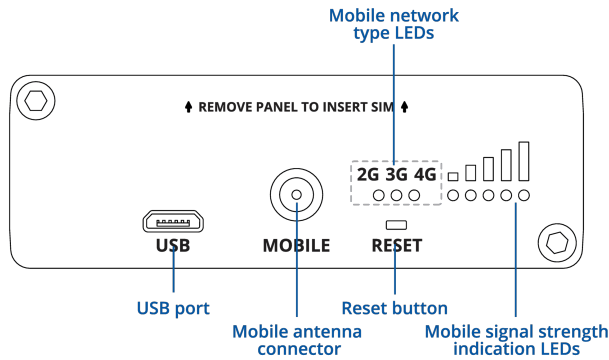 Mobile network
type LEDs
REMOVE PANEL TO INSERT SIM
2G 3G 4G
USB
MOBILE
RESET
USB port
Reset button
Mobile antenna
connector
Mobile signal strength
indication LEDs